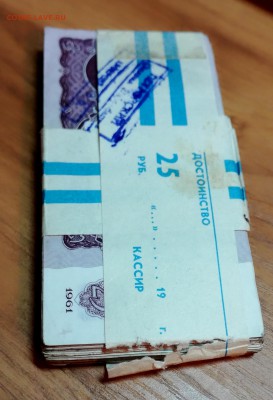 ДОСТОИНСТВО
25
РУБ.
«...» ...... 19 г.
КАССИР
1961